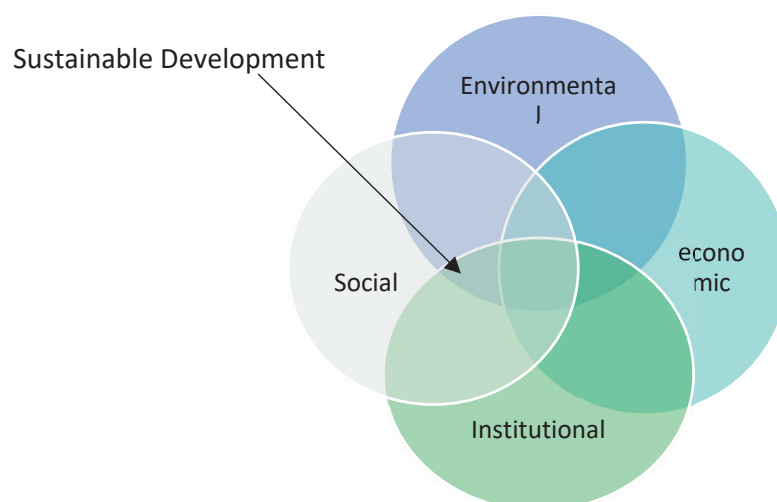 Sustainable Development
Environmenta
l
econo
mic
Social
Institutional